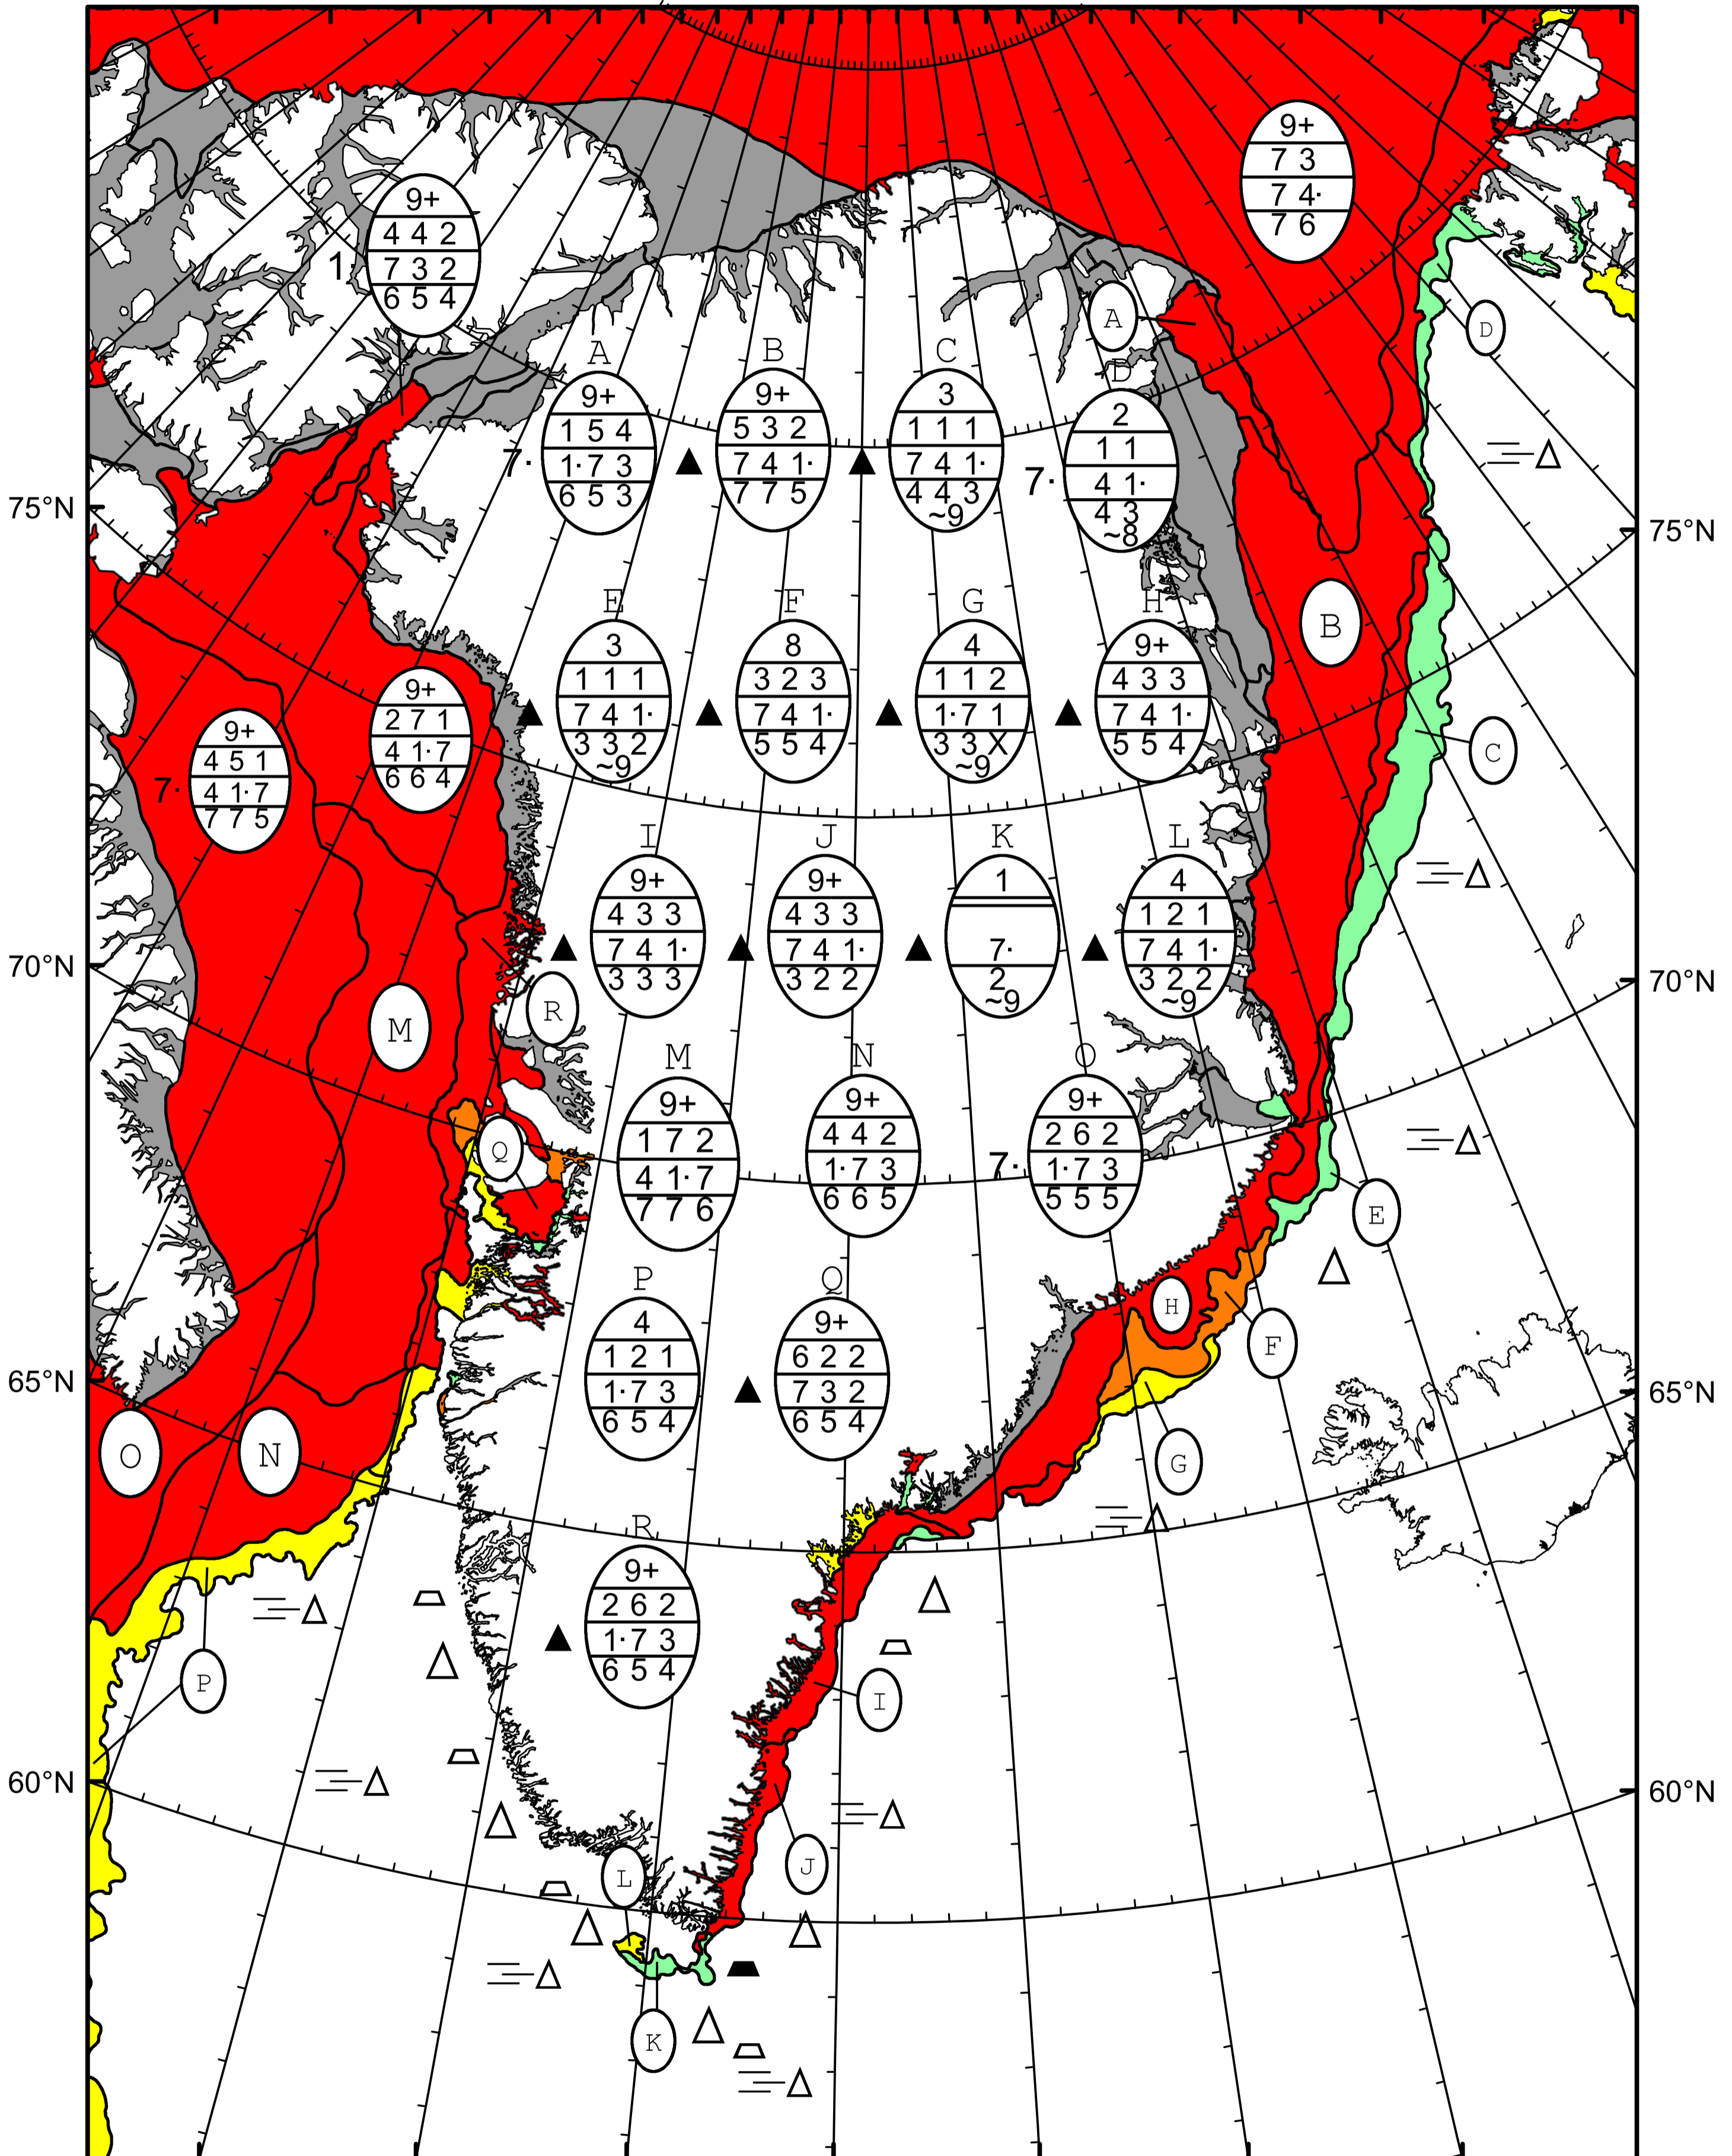 9+
7 3
7 4·
7 6
9+
4 4 2
1· 7 3 2
6 5 4
A
D
A B C D
9+
1 5 4
7· 1·7 3
6 5 3
9+
5 3 2
7 4 1·
7 7 5
3
1 1 1
7 4 1·
4 4 3
~9
2
1 1
7· 4 1·
4 3
~8
75°N
75°N
E F G H
3
1 1 1
7 4 1·
3 3 2
~9
8
3 2 3
7 4 1·
5 5 4
4
1 1 2
1·7 1
3 3 X
~9
9+
4 3 3
7 4 1·
5 5 4
B
9+
2 7 1
4 1·7
6 6 4
9+
4 5 1
7· 4 1·7
7 7 5
C
I J K L
9+
4 3 3
7 4 1·
3 3 3
9+
4 3 3
7 4 1·
3 2 2
1
7·
2
~9
4
1 2 1
7 4 1·
3 2 2
~9
70°N
70°N
R
M
M N O
9+
1 7 2
4 1·7
7 7 6
9+
4 4 2
1·7 3
6 6 5
9+
2 6 2
7· 1·7 3
5 5 5
Q
E
P Q
4
1 2 1
1·7 3
6 5 4
9+
6 2 2
7 3 2
6 5 4
H
F
65°N
65°N
O
N
G
R
9+
2 6 2
1·7 3
6 5 4
P
I
60°N
60°N
J
L
K